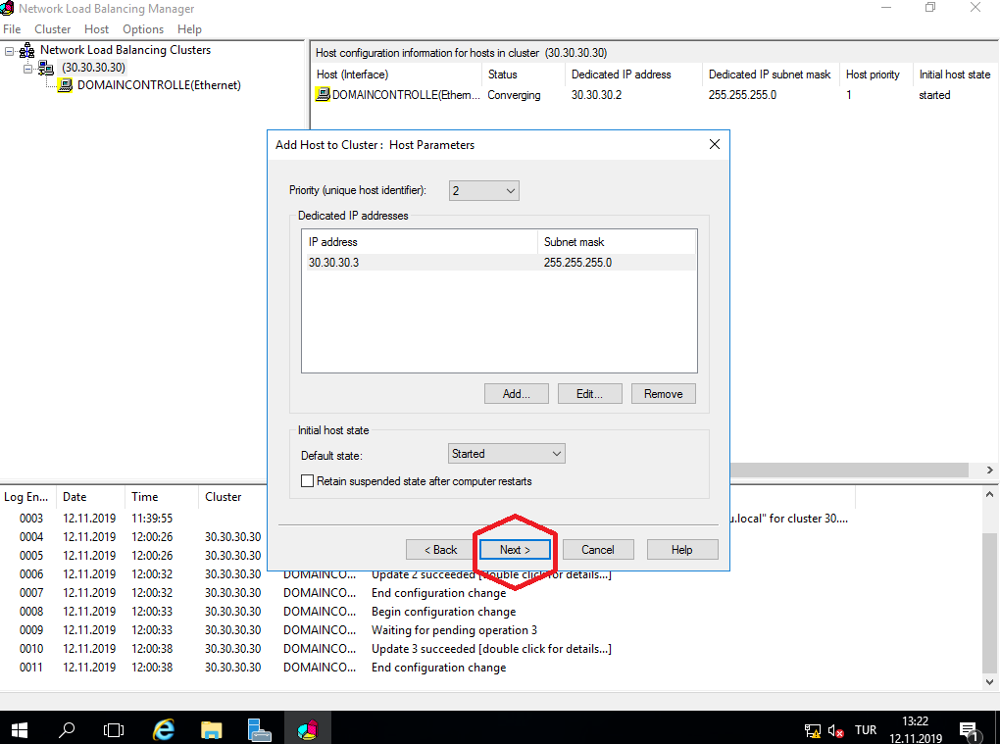 Network Load Balancing Manager
File Cluster Host Options Help
Network Load Balancing Clusters
(30.30.30.30)
DOMAINCONTROLLE(Ethernet)
Host configuration information for hosts in cluster (30.30.30.30)
Host (Interface) Status Dedicated IP address Dedicated IP subnet mask Host priority Initial host state
DOMAINCONTROLLE(Ethern... Converging 30.30.30.2 255.255.255.0 1 started
Add Host to Cluster : Host Parameters
Priority (unique host identifier): 2
Dedicated IP addresses
IP address Subnet mask
30.30.30.3 255.255.255.0
Add... Edit... Remove
Initial host state
Default state: Started
Retain suspended state after computer restarts
< Back Next > Cancel Help
Log En... Date Time Cluster
0003 12.11.2019 11:39:55 u.local" for cluster 30....
0004 12.11.2019 12:00:26 30.30.30.30
0005 12.11.2019 12:00:26 30.30.30.30
0006 12.11.2019 12:00:32 30.30.30.30 DOMAINCO... Update 2 succeeded [double click for details...]
0007 12.11.2019 12:00:32 30.30.30.30 DOMAINCO... End configuration change
0008 12.11.2019 12:00:33 30.30.30.30 DOMAINCO... Begin configuration change
0009 12.11.2019 12:00:33 30.30.30.30 DOMAINCO... Waiting for pending operation 3
0010 12.11.2019 12:00:38 30.30.30.30 DOMAINCO... Update 3 succeeded [double click for details...]
0011 12.11.2019 12:00:38 30.30.30.30 DOMAINCO... End configuration change
TUR 13:22
12.11.2019 1